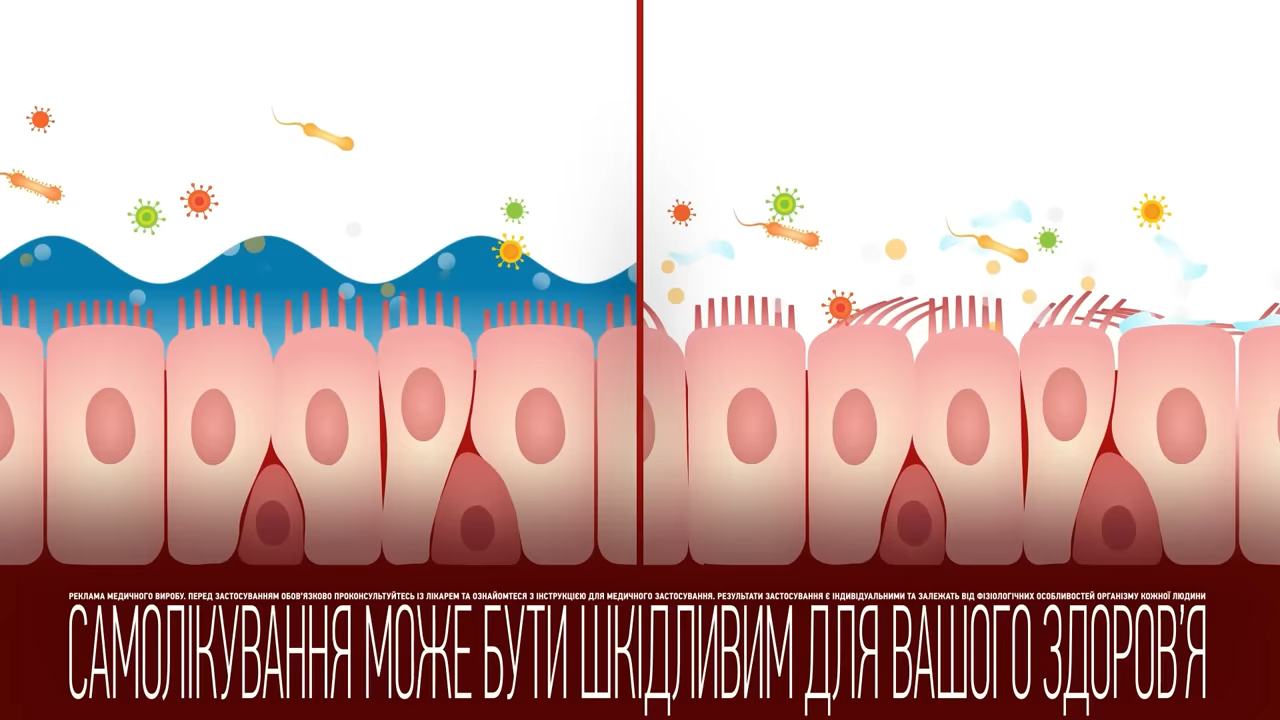 РЕКЛАМА МЕДИЧНОГО ВИРОБУ. ПЕРЕД ЗАСТОСУВАННЯМ ОБОВ'ЯЗКОВО ПРОКОНСУЛЬТУЙТЕСЬ ІЗ ЛІКАРЕМ ТА ОЗНАЙОМТЕСЯ З ІНСТРУКЦІЄЮ ДЛЯ МЕДИЧНОГО ЗАСТОСУВАННЯ. РЕЗУЛЬТАТИ ЗАСТОСУВАННЯ Є ІНДИВІДУАЛЬНИМИ ТА ЗАЛЕЖАТЬ ВІД ФІЗІОЛОГІЧНИХ ОСОБЛИВОСТЕЙ ОРГАНІЗМУ КОЖНОЇ ЛЮДИНИ
САМОЛІКУВАННЯ МОЖЕ БУТИ ШКІДЛИВИМ ДЛЯ ВАШОГО ЗДОРОВ'Я